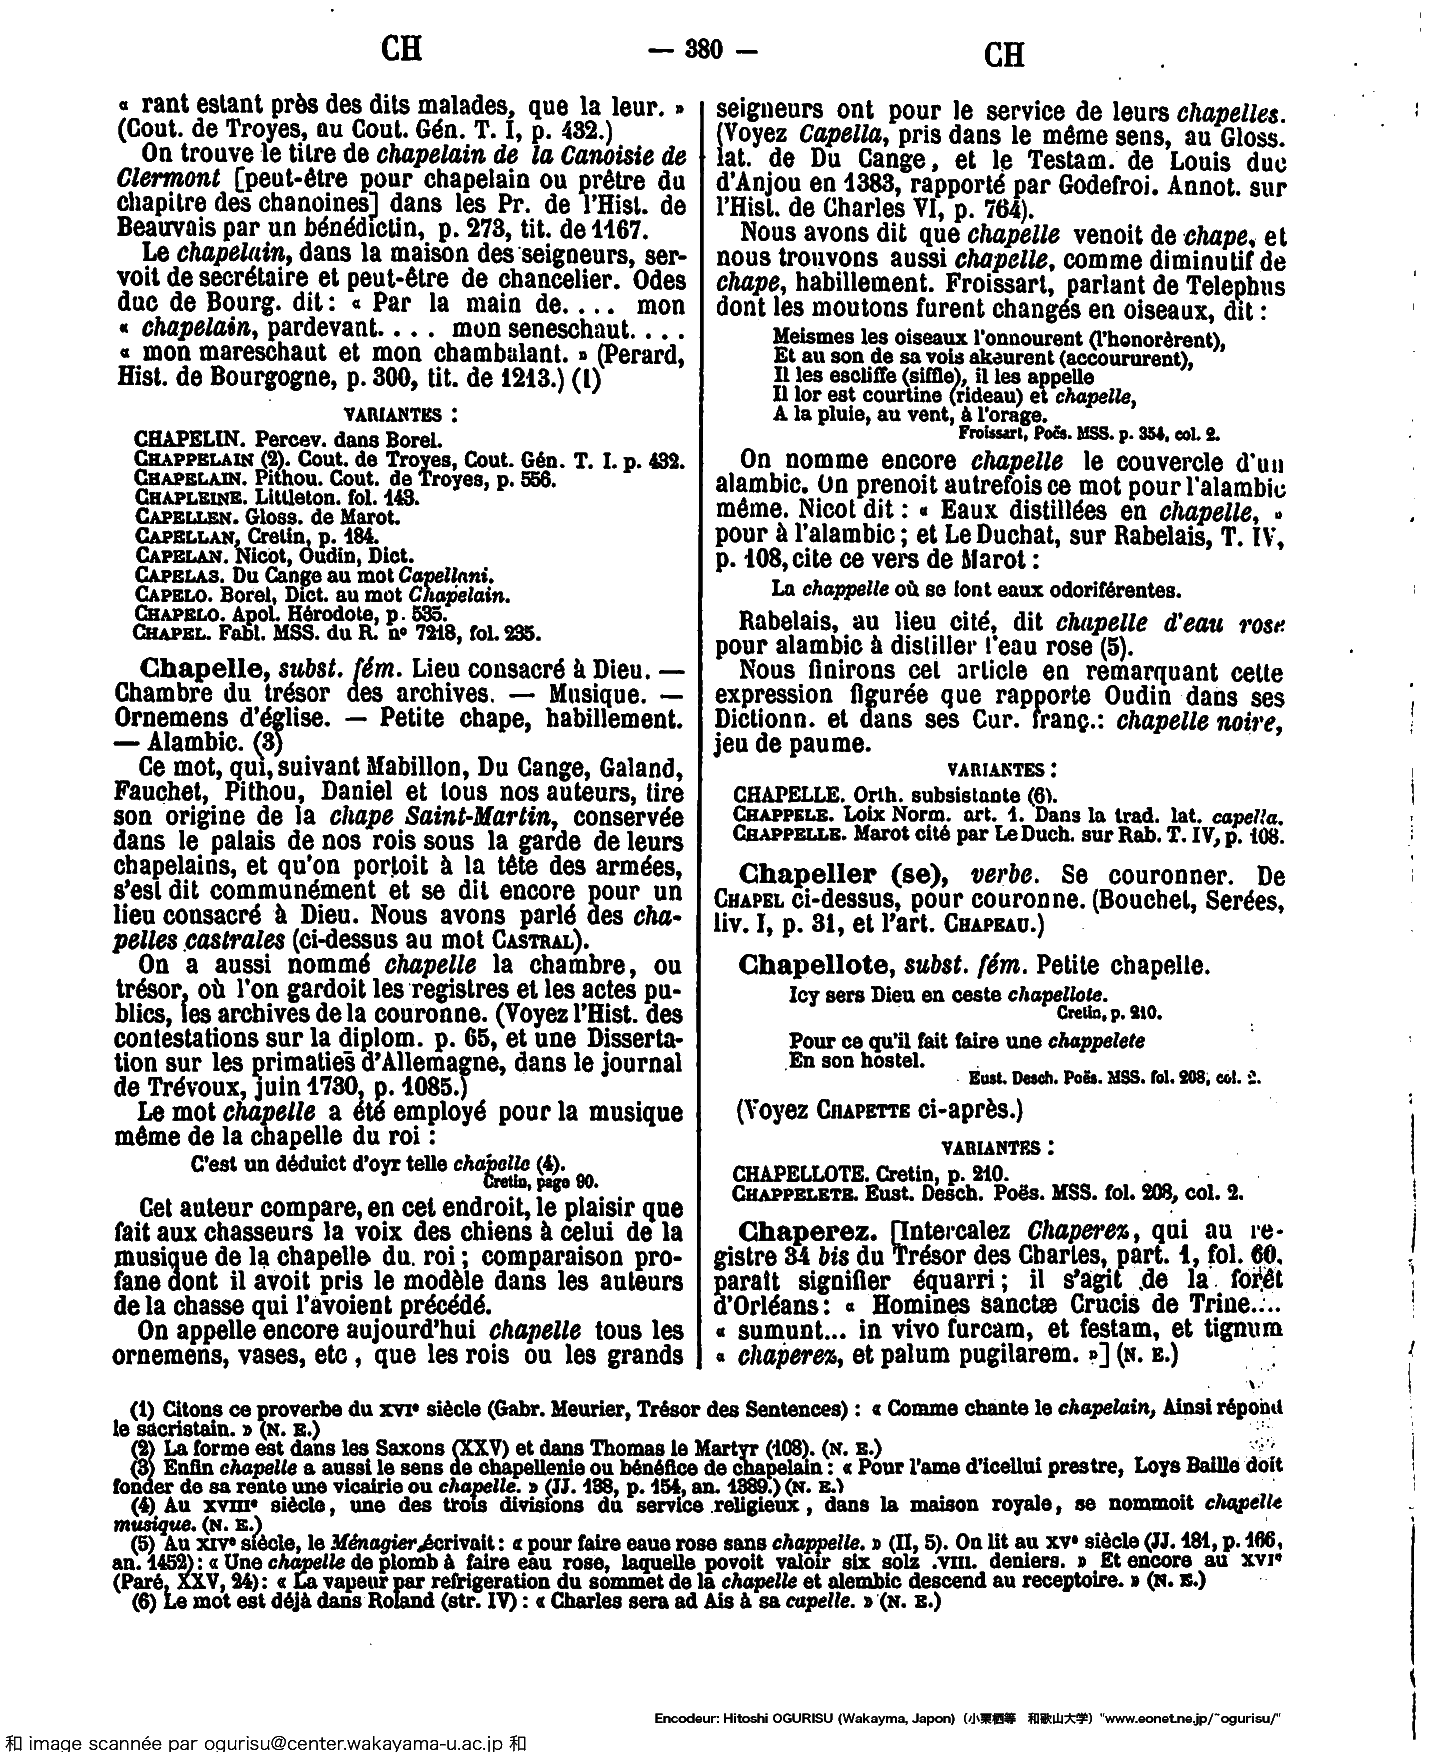 CH
— 380 —
CH
« rant estant près des dits malades, que la leur. »
(Cout. de Troyes, au Cout. Gén. T. I, p. 432.)
On trouve le titre de chapelain de la Canoisie de
Clermont [peut-être pour chapelain ou prêtre du
chapitre des chanoines] dans les Pr. de l'Hist. de
Beauvais par un bénédictin, p. 273, tit. de 1167.
Le chapelain, dans la maison des seigneurs, ser-
voit de secrétaire et peut-être de chancelier. Odes
duc de Bourg. dit : « Par la main de.... mon
« chapelain, pardevant.... mon seneschaut....
« mon mareschaut et mon chambalant. » (Perard,
Hist. de Bourgogne, p. 300, tit. de 1213.) (1)
VARIANTES :
CHAPELIN. Percev. dans Borel.
CHAPPELAIN (2). Cout. de Troyes, Cout. Gén. T. I. p. 432.
CHAPELAIN. Pithou. Cout. de Troyes, p. 556.
CHAPLEINE. Littleton. fol. 143.
CAPELLEN. Gloss. de Marot.
CAPELLAN, Cretin, p. 184.
CAPELAN. Nicot, Oudin, Dict.
CAPELAS. Du Cange au mot Capellani.
CAPELO. Borel, Dict. au mot Chapelain.
CHAPELO. Apol. Hérodote, p. 535.
CHAPEL. Fabl. MSS. du R. nº 7218, fol. 235.
Chapelle, subst. fém. Lieu consacré à Dieu. —
Chambre du trésor des archives. — Musique. —
Ornemens d'église. — Petite chape, habillement.
— Alambic. (3)
Ce mot, qui, suivant Mabillon, Du Cange, Galand,
Fauchet, Pithou, Daniel et tous nos auteurs, tire
son origine de la chape Saint-Martin, conservée
dans le palais de nos rois sous la garde de leurs
chapelains, et qu'on portoit à la tête des armées,
s'est dit communément et se dit encore pour un
lieu consacré à Dieu. Nous avons parlé des cha-
pelles castrales (ci-dessus au mot CASTRAL).
On a aussi nommé chapelle la chambre, ou
trésor, où l'on gardoit les registres et les actes pu-
blics, les archives de la couronne. (Voyez l'Hist. des
contestations sur la diplom. p. 65, et une Disserta-
tion sur les primaties d'Allemagne, dans le journal
de Trévoux, juin 1730, p. 1085.)
Le mot chapelle a été employé pour la musique
même de la chapelle du roi :
C'est un déduict d'oyr telle chapelle (4).
Cretin, page 90.
Cet auteur compare, en cet endroit, le plaisir que
fait aux chasseurs la voix des chiens à celui de la
musique de la chapelle du roi ; comparaison pro-
fane dont il avoit pris le modèle dans les auteurs
de la chasse qui l'avoient précédé.
On appelle encore aujourd'hui chapelle tous les
ornemens, vases, etc , que les rois ou les grands
seigneurs ont pour le service de leurs chapelles.
(Voyez Capella, pris dans le même sens, au Gloss.
lat. de Du Cange, et le Testam. de Louis duc
d'Anjou en 1383, rapporté par Godefroi. Annot. sur
l'Hist. de Charles VI, p. 764).
Nous avons dit que chapelle venoit de chape, et
nous trouvons aussi chapelle, comme diminutif de
chape, habillement. Froissart, parlant de Telephus
dont les moutons furent changés en oiseaux, dit :
Meismes les oiseaux l'onnourent (l'honorèrent),
Et au son de sa vois akeurent (accoururent),
Il les escliffe (siffle), il les appelle
Il lor est courtine (rideau) et chapelle,
A la pluie, au vent, à l'orage.
Froissart, Poës. MSS. p. 354, col. 2.
On nomme encore chapelle le couvercle d'un
alambic. On prenoit autrefois ce mot pour l'alambic
même. Nicot dit : « Eaux distillées en chapelle, »
pour à l'alambic ; et Le Duchat, sur Rabelais, T. IV,
p. 108, cite ce vers de Marot :
La chappelle où se font eaux odoriférentes.
Rabelais, au lieu cité, dit chapelle d'eau rose
pour alambic à distiller l'eau rose (5).
Nous finirons cet article en remarquant cette
expression figurée que rapporte Oudin dans ses
Dictionn. et dans ses Cur. franç.: chapelle noire,
jeu de paume.
VARIANTES :
CHAPELLE. Orth. subsistante (6).
CHAPPELE. Loix Norm. art. 1. Dans la trad. lat. capella.
CHAPPELLE. Marot cité par Le Duch. sur Rab. T. IV, p. 108.
Chapeller (se), verbe. Se couronner. De
CHAPEL ci-dessus, pour couronne. (Bouchet, Serées,
liv. I, p. 31, et l'art. CHAPEAU.)
Chapellote, subst. fém. Petite chapelle.
Icy sers Dieu en ceste chapellote.
Cretin, p. 210.
Pour ce qu'il fait faire une chappelete
En son hostel.
Eust. Desch. Poës. MSS. fol. 208, col. 2.
(Voyez CHAPETTE ci-après.)
VARIANTES :
CHAPELLOTE. Cretin, p. 210.
CHAPPELETE. Eust. Desch. Poës. MSS. fol. 208, col. 2.
Chaperez. [Intercalez Chaperez, qui au re-
gistre 34 bis du Trésor des Chartes, part. 1, fol. 60.
paraît signifier équarri ; il s'agit de la forêt
d'Orléans : « Homines sanctæ Crucis de Trine....
« sumunt... in vivo furcam, et festam, et tignum
« chaperez, et palum pugilarem. »] (N. E.)
(1) Citons ce proverbe du XVIᵉ siècle (Gabr. Meurier, Trésor des Sentences) : « Comme chante le chapelain, Ainsi répond
le sacristain. » (N. E.)
(2) La forme est dans les Saxons (XXV) et dans Thomas le Martyr (108). (N. E.)
(3) Enfin chapelle a aussi le sens de chapellenie ou bénéfice de chapelain : « Pour l'ame d'icellui prestre, Loys Baille doit
fonder de sa rente une vicairie ou chapelle. » (JJ. 138, p. 154, an. 1389.) (N. E.)
(4) Au XVIIIᵉ siècle, une des trois divisions du service religieux, dans la maison royale, se nommoit chapelle
musique. (N. E.)
(5) Au XIVᵉ siècle, le Ménagier écrivait : « pour faire eaue rose sans chappelle. » (II, 5). On lit au XVᵉ siècle (JJ. 181, p. 166,
an. 1452) : « Une chapelle de plomb à faire eau rose, laquelle povoit valoir six solz .VIII. deniers. » Et encore au XVIᵉ
(Paré, XXV, 24) : « La vapeur par refrigeration du sommet de la chapelle et alembic descend au receptoire. » (N. E.)
(6) Le mot est déjà dans Roland (str. IV) : « Charles sera ad Ais à sa capelle. » (N. E.)
Encodeur: Hitoshi OGURISU (Wakayma, Japon) (小栗栖等 和歌山大学) "www.eonet.ne.jp/~ogurisu/"
和 image scannée par ogurisu@center.wakayama-u.ac.jp 和